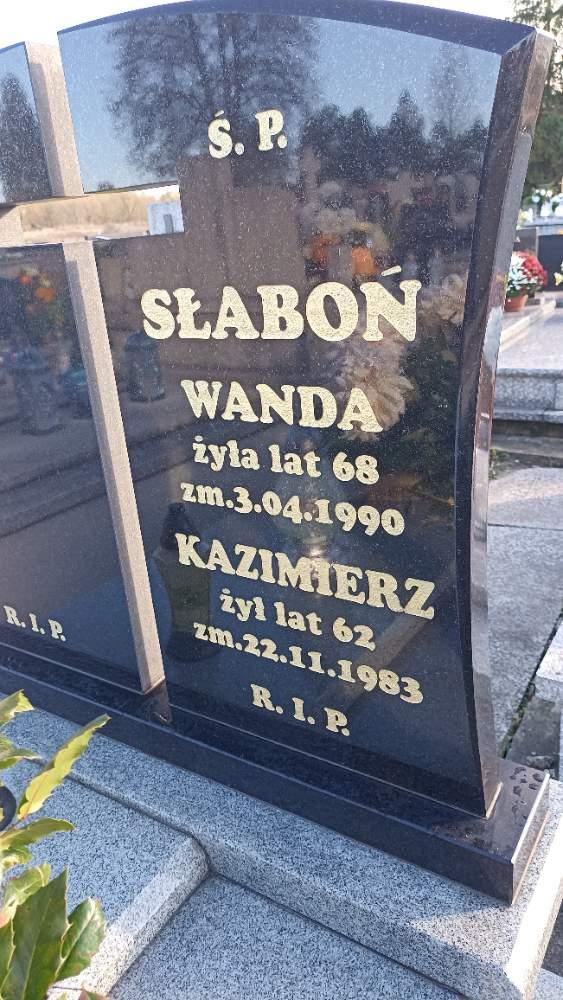 Ś. P.
SŁABOŃ
WANDA
żyła lat 68
zm.3.04.1990
KAZIMIERZ
żył lat 62
zm.22.11.1983
R. I. P.
R. I. P.